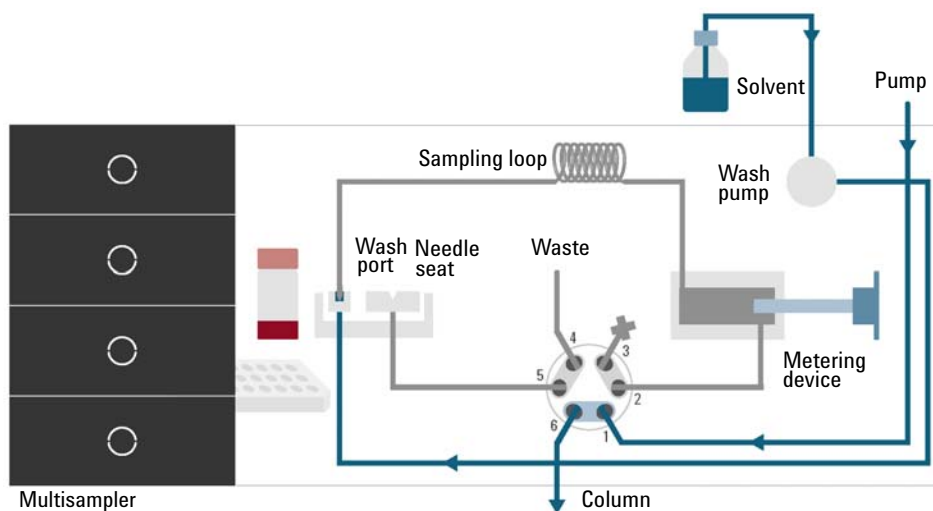 Solvent
Pump
Sampling loop
Wash
pump
Wash
port
Needle
seat
Waste
4
3
5
2
6
1
Metering
device
Multisampler
Column